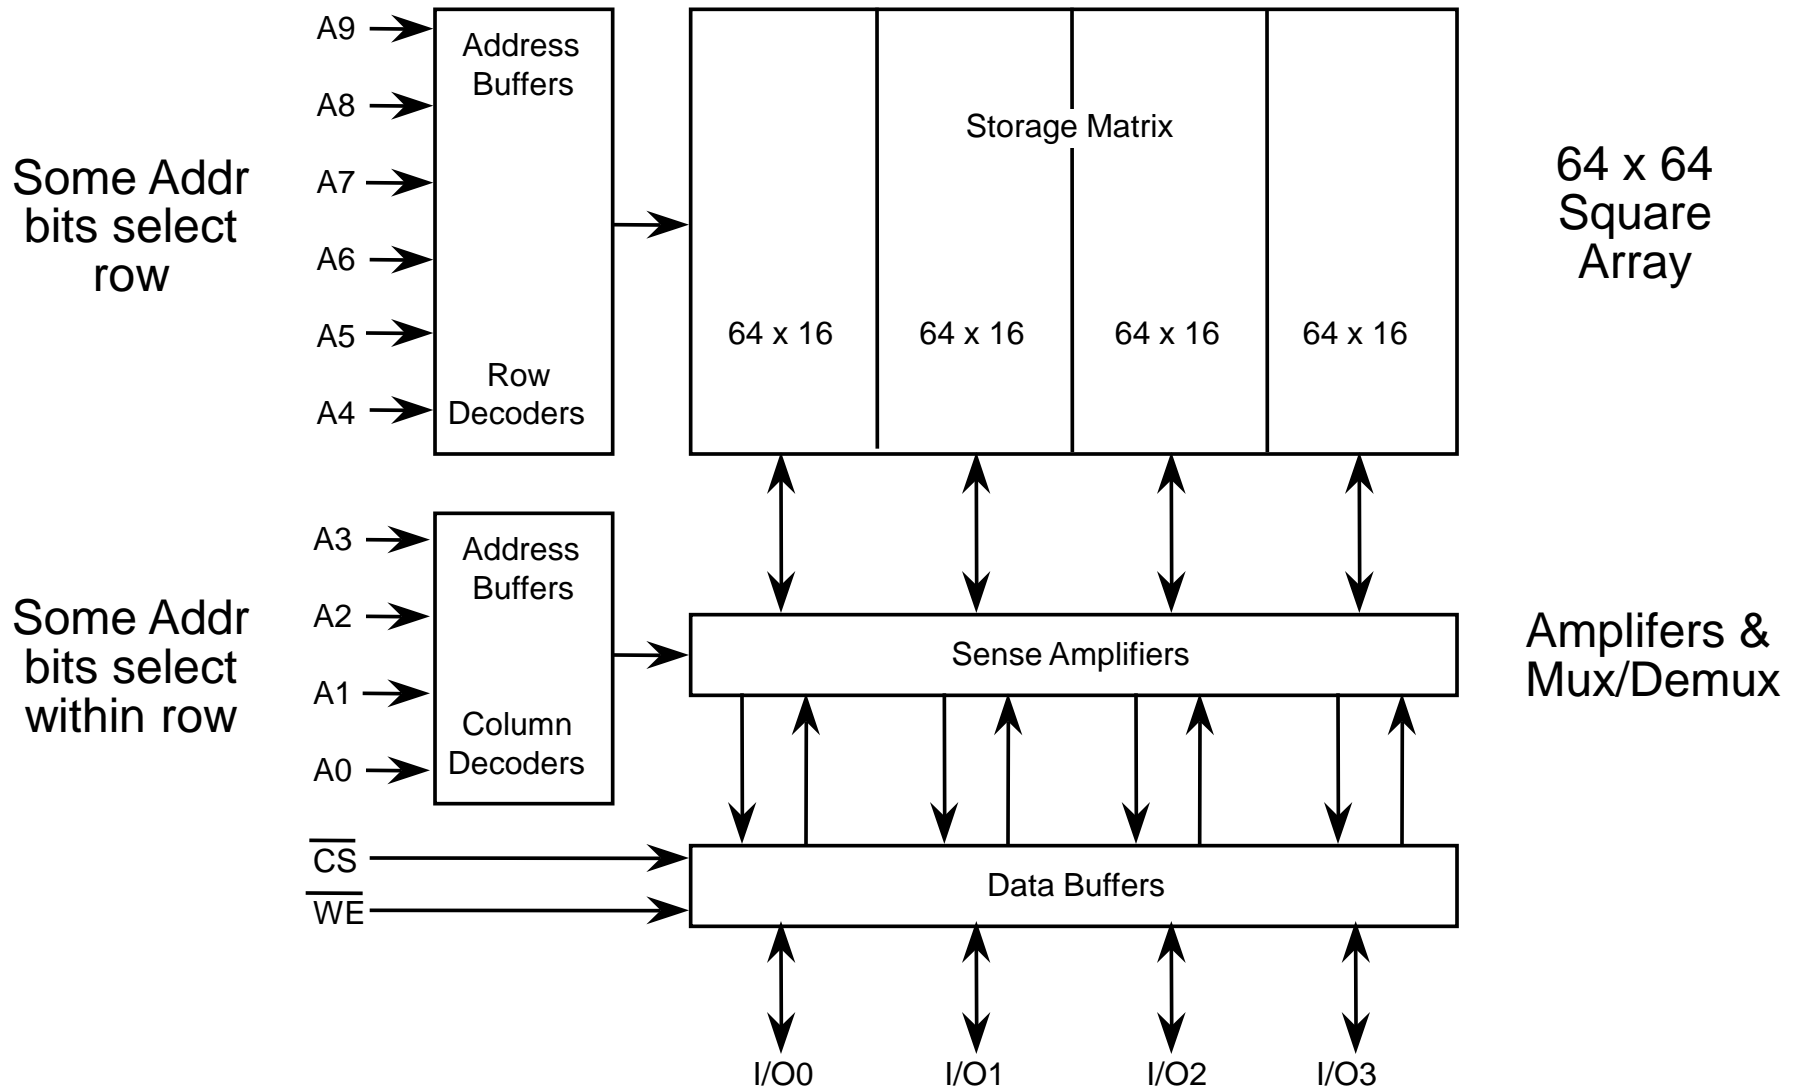 Some Addr
bits select
row
A9
A8
A7
A6
A5
A4
Address
Buffers
Row
Decoders
Storage Matrix
64 x 16
64 x 16
64 x 16
64 x 16
64 x 64
Square
Array
Some Addr
bits select
within row
A3
A2
A1
A0
Address
Buffers
Column
Decoders
Sense Amplifiers
Amplifers &
Mux/Demux
CS
WE
Data Buffers
I/O0
I/O1
I/O2
I/O3